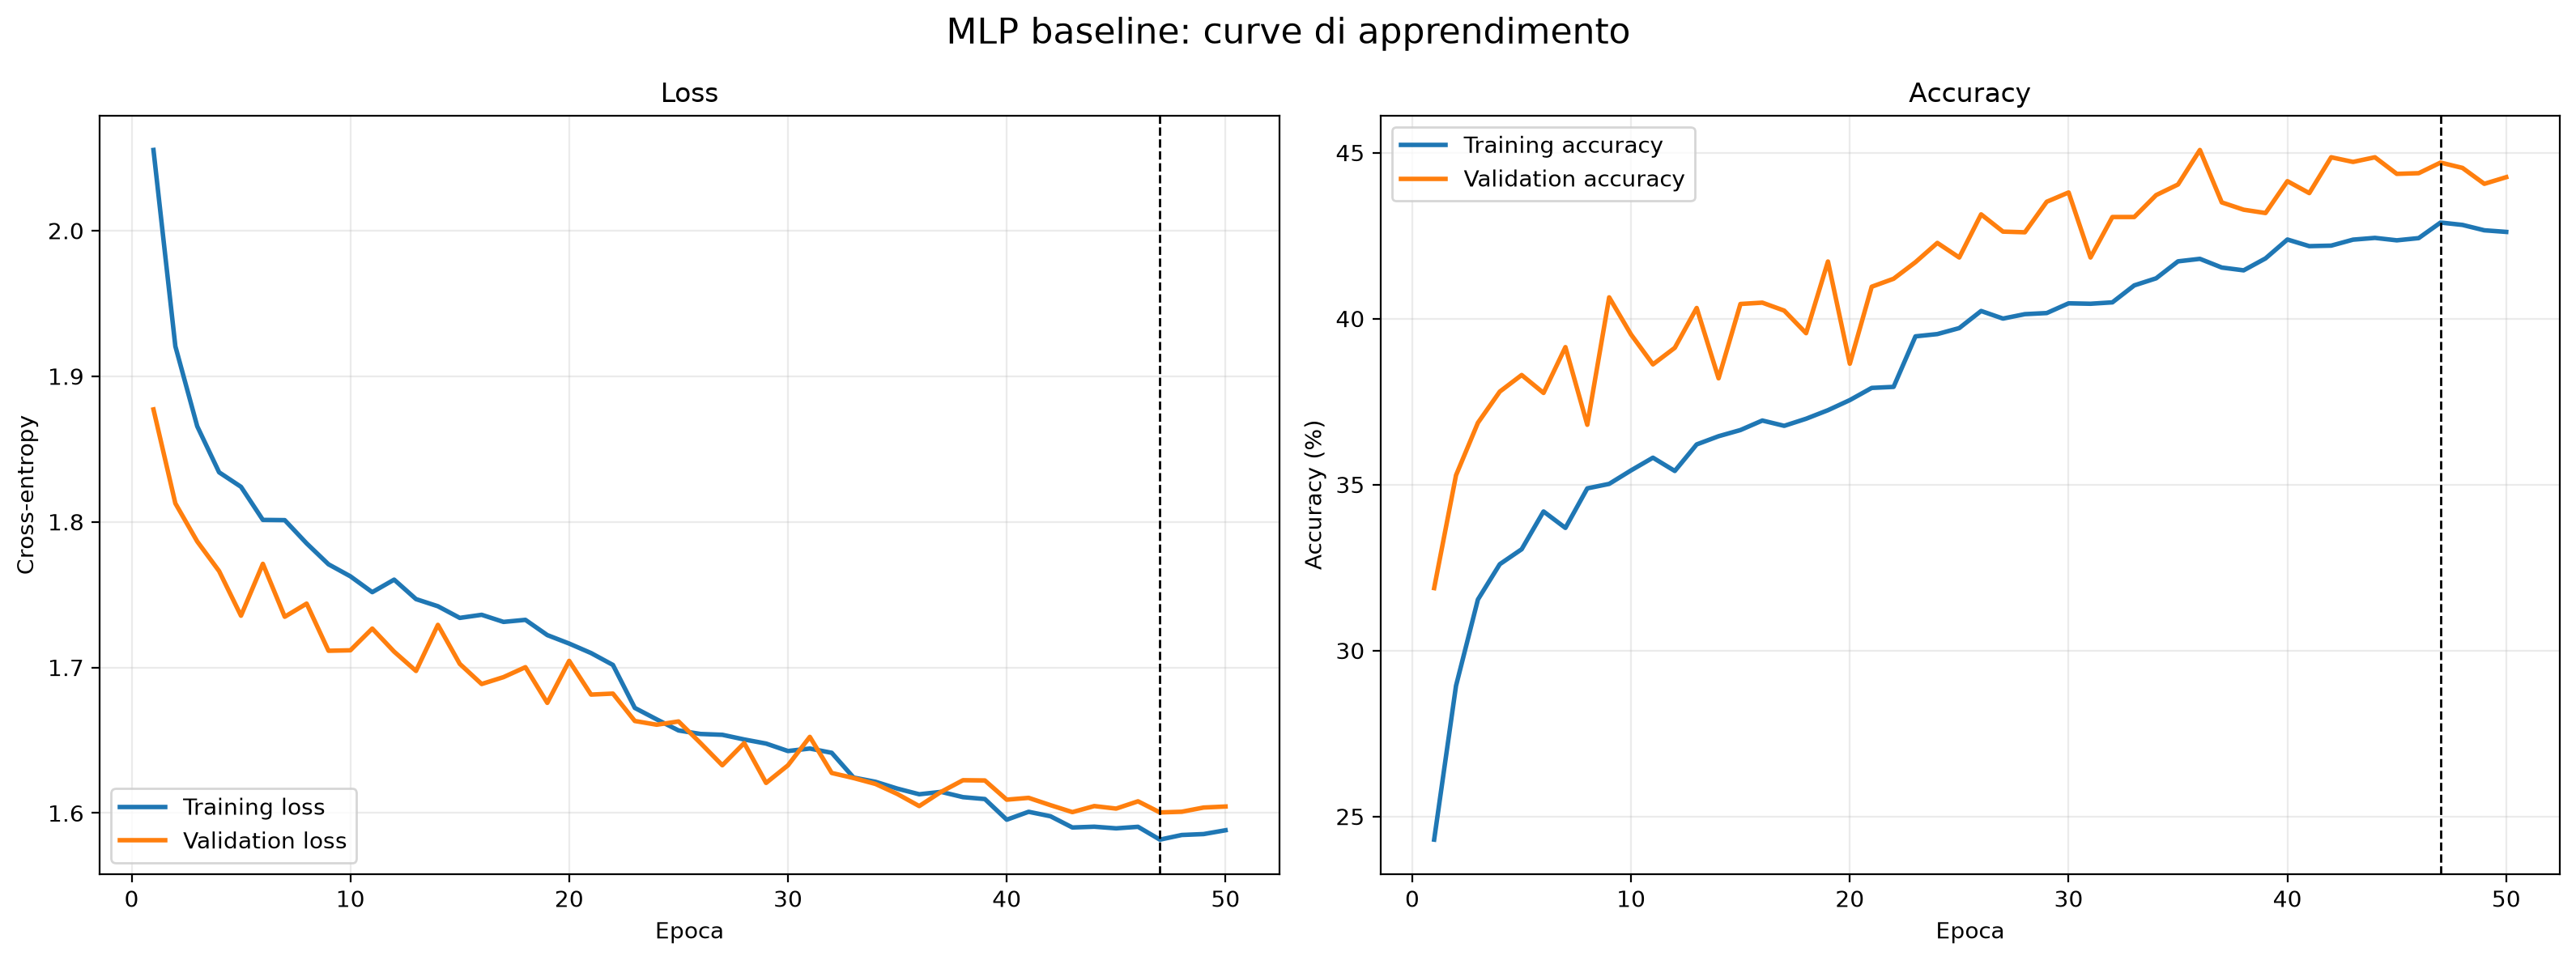 MLP baseline: curve di apprendimento
Loss
2.0
1.9
1.8
1.7
1.6
Cross-entropy
Training loss
Validation loss
0 10 20 30 40 50
Epoca
Accuracy
Training accuracy
Validation accuracy
45
40
35
30
25
Accuracy (%)
0 10 20 30 40 50
Epoca